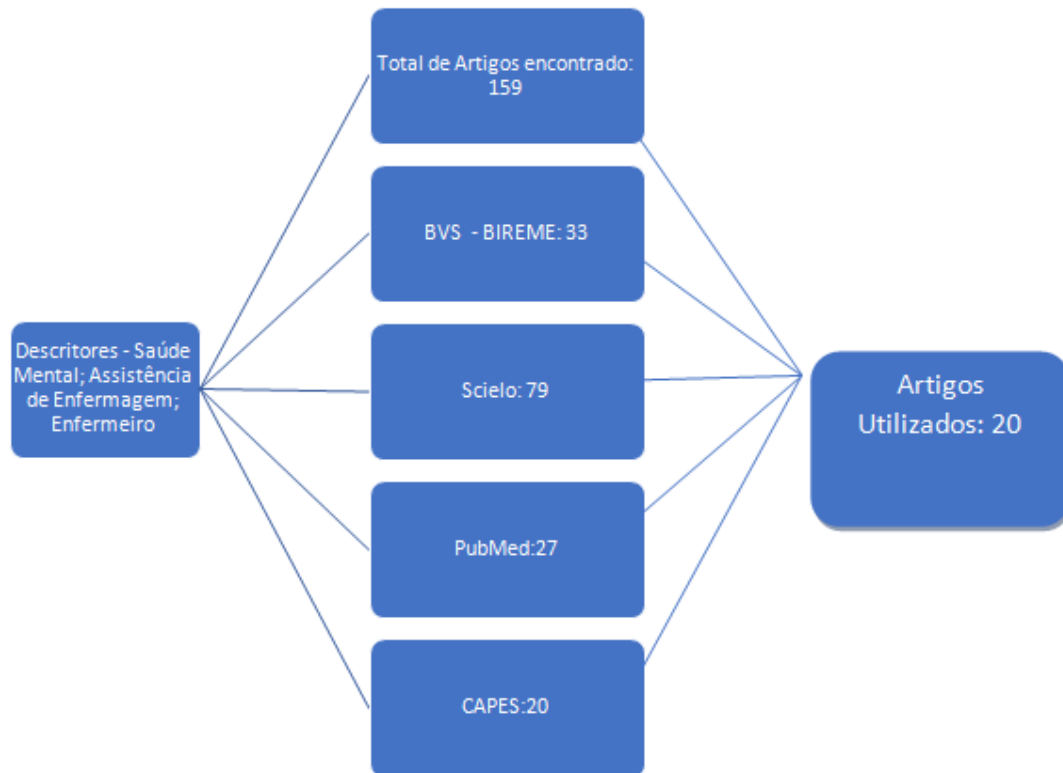 Descritores - Saúde
Mental; Assistência
de Enfermagem;
Enfermeiro
Total de Artigos encontrado:
159
BVS - BIREME: 33
Scielo: 79
PubMed:27
CAPES:20
Artigos
Utilizados: 20